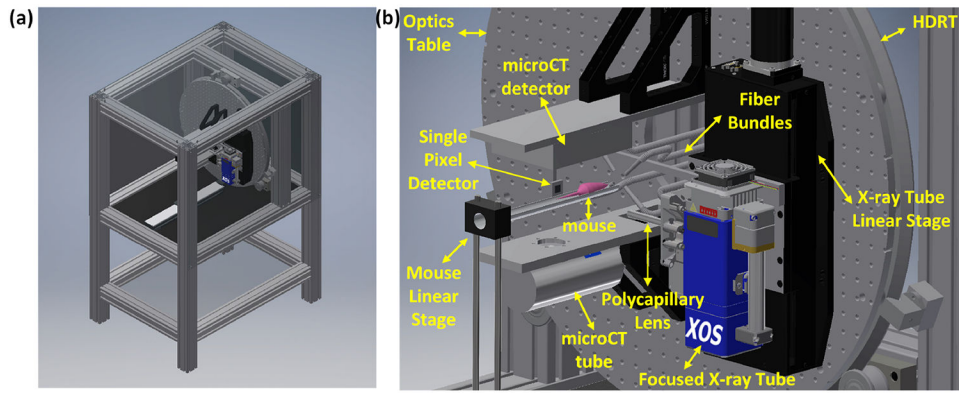 (a)
(b)
Optics
Table
HDRT
microCT
detector
Fiber
Bundles
Single
Pixel
Detector
X-ray Tube
Linear Stage
mouse
Mouse
Linear
Stage
Polycapillary
Lens
microCT
tube
XOS
Focused X-ray Tube
XOS